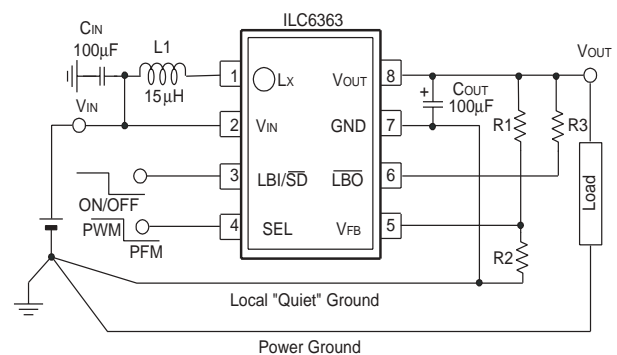 ILC6363
CIN
100µF
L1
15µH
1
LX
VOUT
8
COUT
+
100µF
VOUT
VIN
2
VIN
GND
7
R1
R3
3
LBI/SD
LBO
6
ON/OFF
Load
PWM
4
SEL
VFB
5
PFM
R2
Local "Quiet" Ground
Power Ground